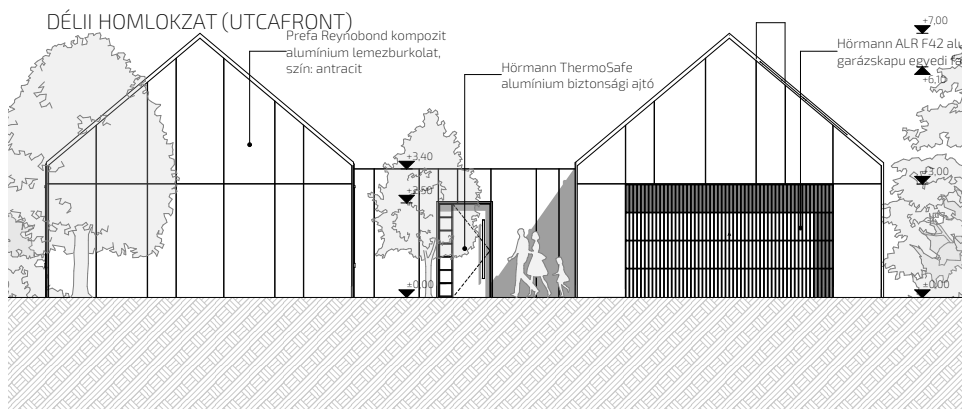 DÉLII HOMLOKZAT (UTCAFRONT)
Prefa Reynobond kompozit
alumínium lemezburkolat,
szín: antracit
Hörmann ThermoSafe
alumínium biztonsági ajtó
+7,00
Hörmann ALR F42
garázskapu egyedi
+6,10
+3,40
+2,50
±0,00
+3,00
±0,00